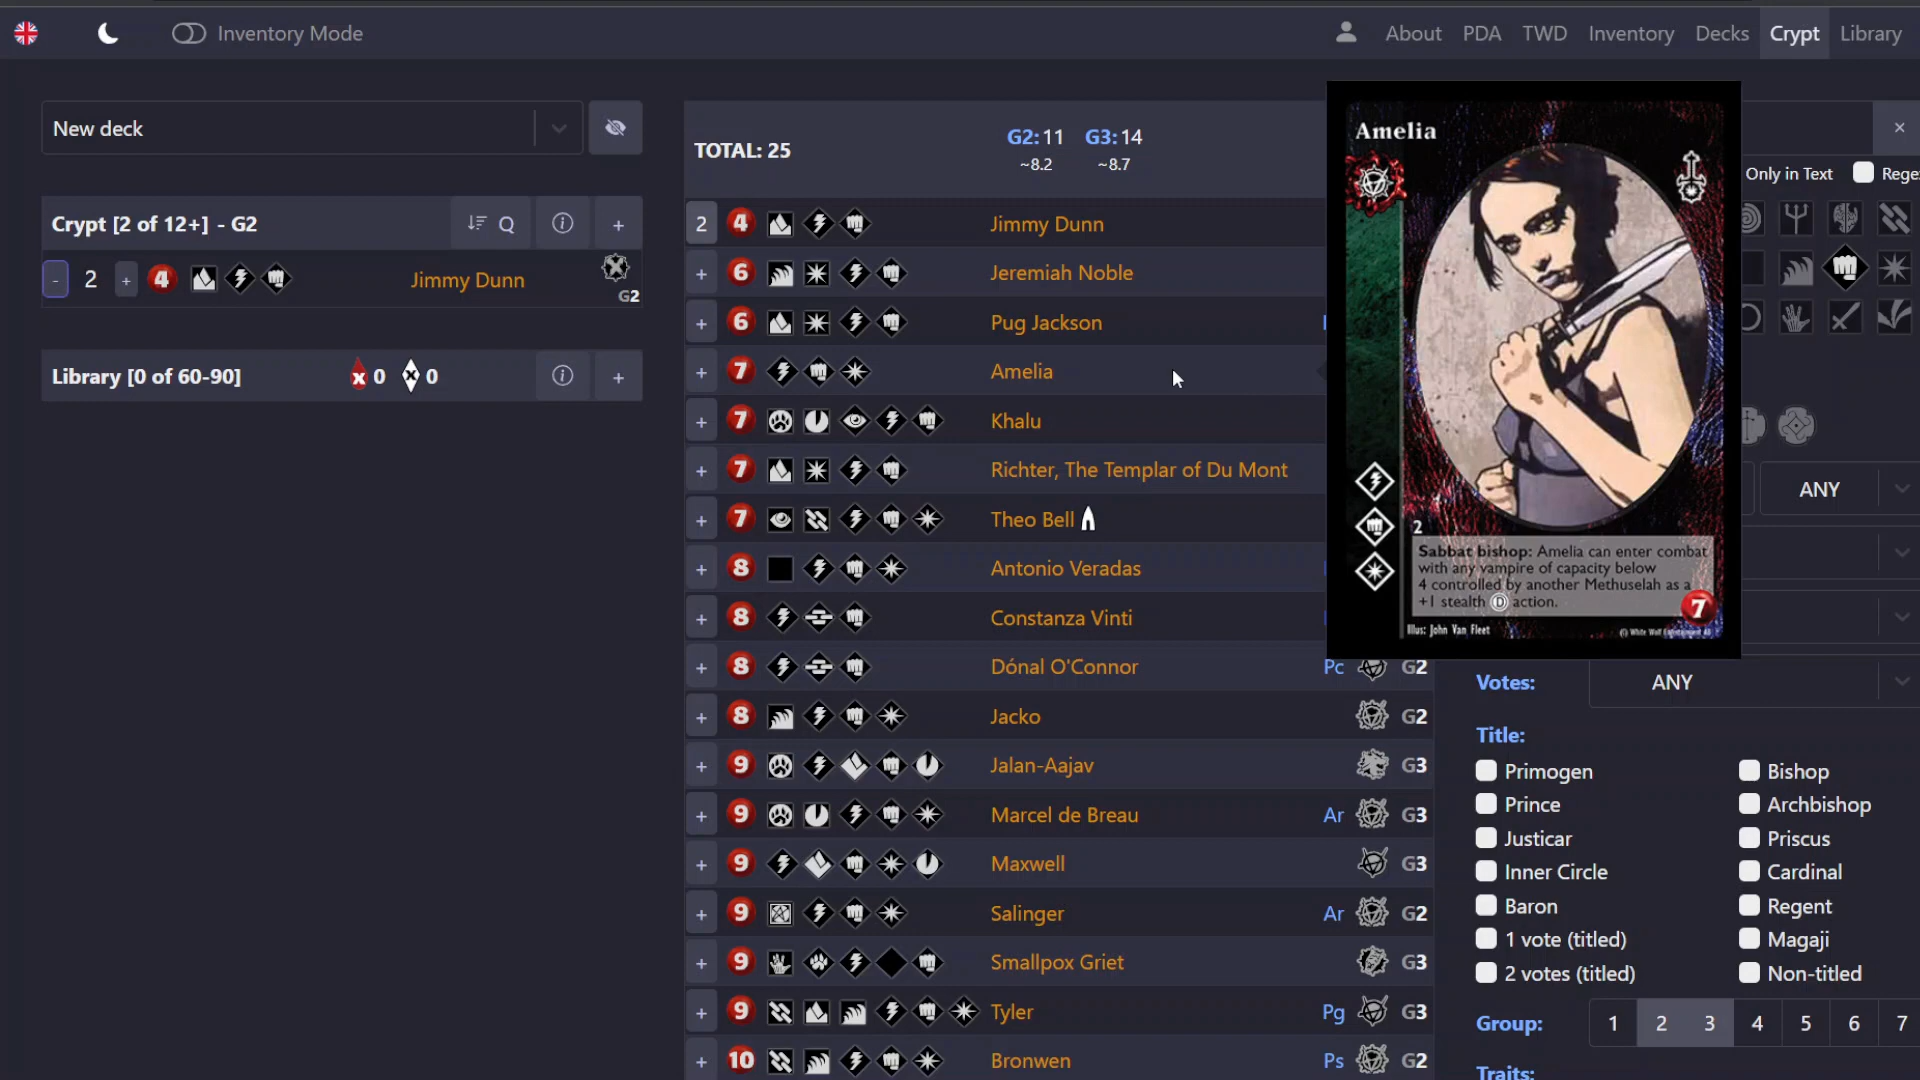 Inventory Mode
About PDA TWD Inventory Decks Crypt Library
New deck
TOTAL: 25
G2: 11 G3: 14
~8.2 ~8.7
Crypt [2 of 12+] - G2
Q
+
- 2 + 4 Jimmy Dunn
G2
Library [0 of 60-90] 0 0
+
2 4 Jimmy Dunn
+ 6 Jeremiah Noble
+ 6 Pug Jackson
+ 7 Amelia
+ 7 Khalu
+ 7 Richter, The Templar of Du Mont
+ 7 Theo Bell
+ 8 Antonio Veradas
+ 8 Constanza Vinti
+ 8 Dónal O'Connor Pc G2
+ 8 Jacko G2
+ 9 Jalan-Aajav G3
+ 9 Marcel de Breau Ar G3
+ 9 Maxwell G3
+ 9 Salinger Ar G2
+ 9 Smallpox Griet G3
+ 9 Tyler Pg G3
+ 10 Bronwen Ps G2
Amelia
2
Sabbat bishop: Amelia can enter combat
with any vampire of capacity below
4 controlled by another Methuselah as a
+1 stealth D action.
7
Illus: John Van Fleet
×
Only in Text
ANY
Votes: ANY
Title:
Primogen Bishop
Prince Archbishop
Justicar Priscus
Inner Circle Cardinal
Baron Regent
1 vote (titled) Magaji
2 votes (titled) Non-titled
Group: 1 2 3 4 5 6 7
Traits: